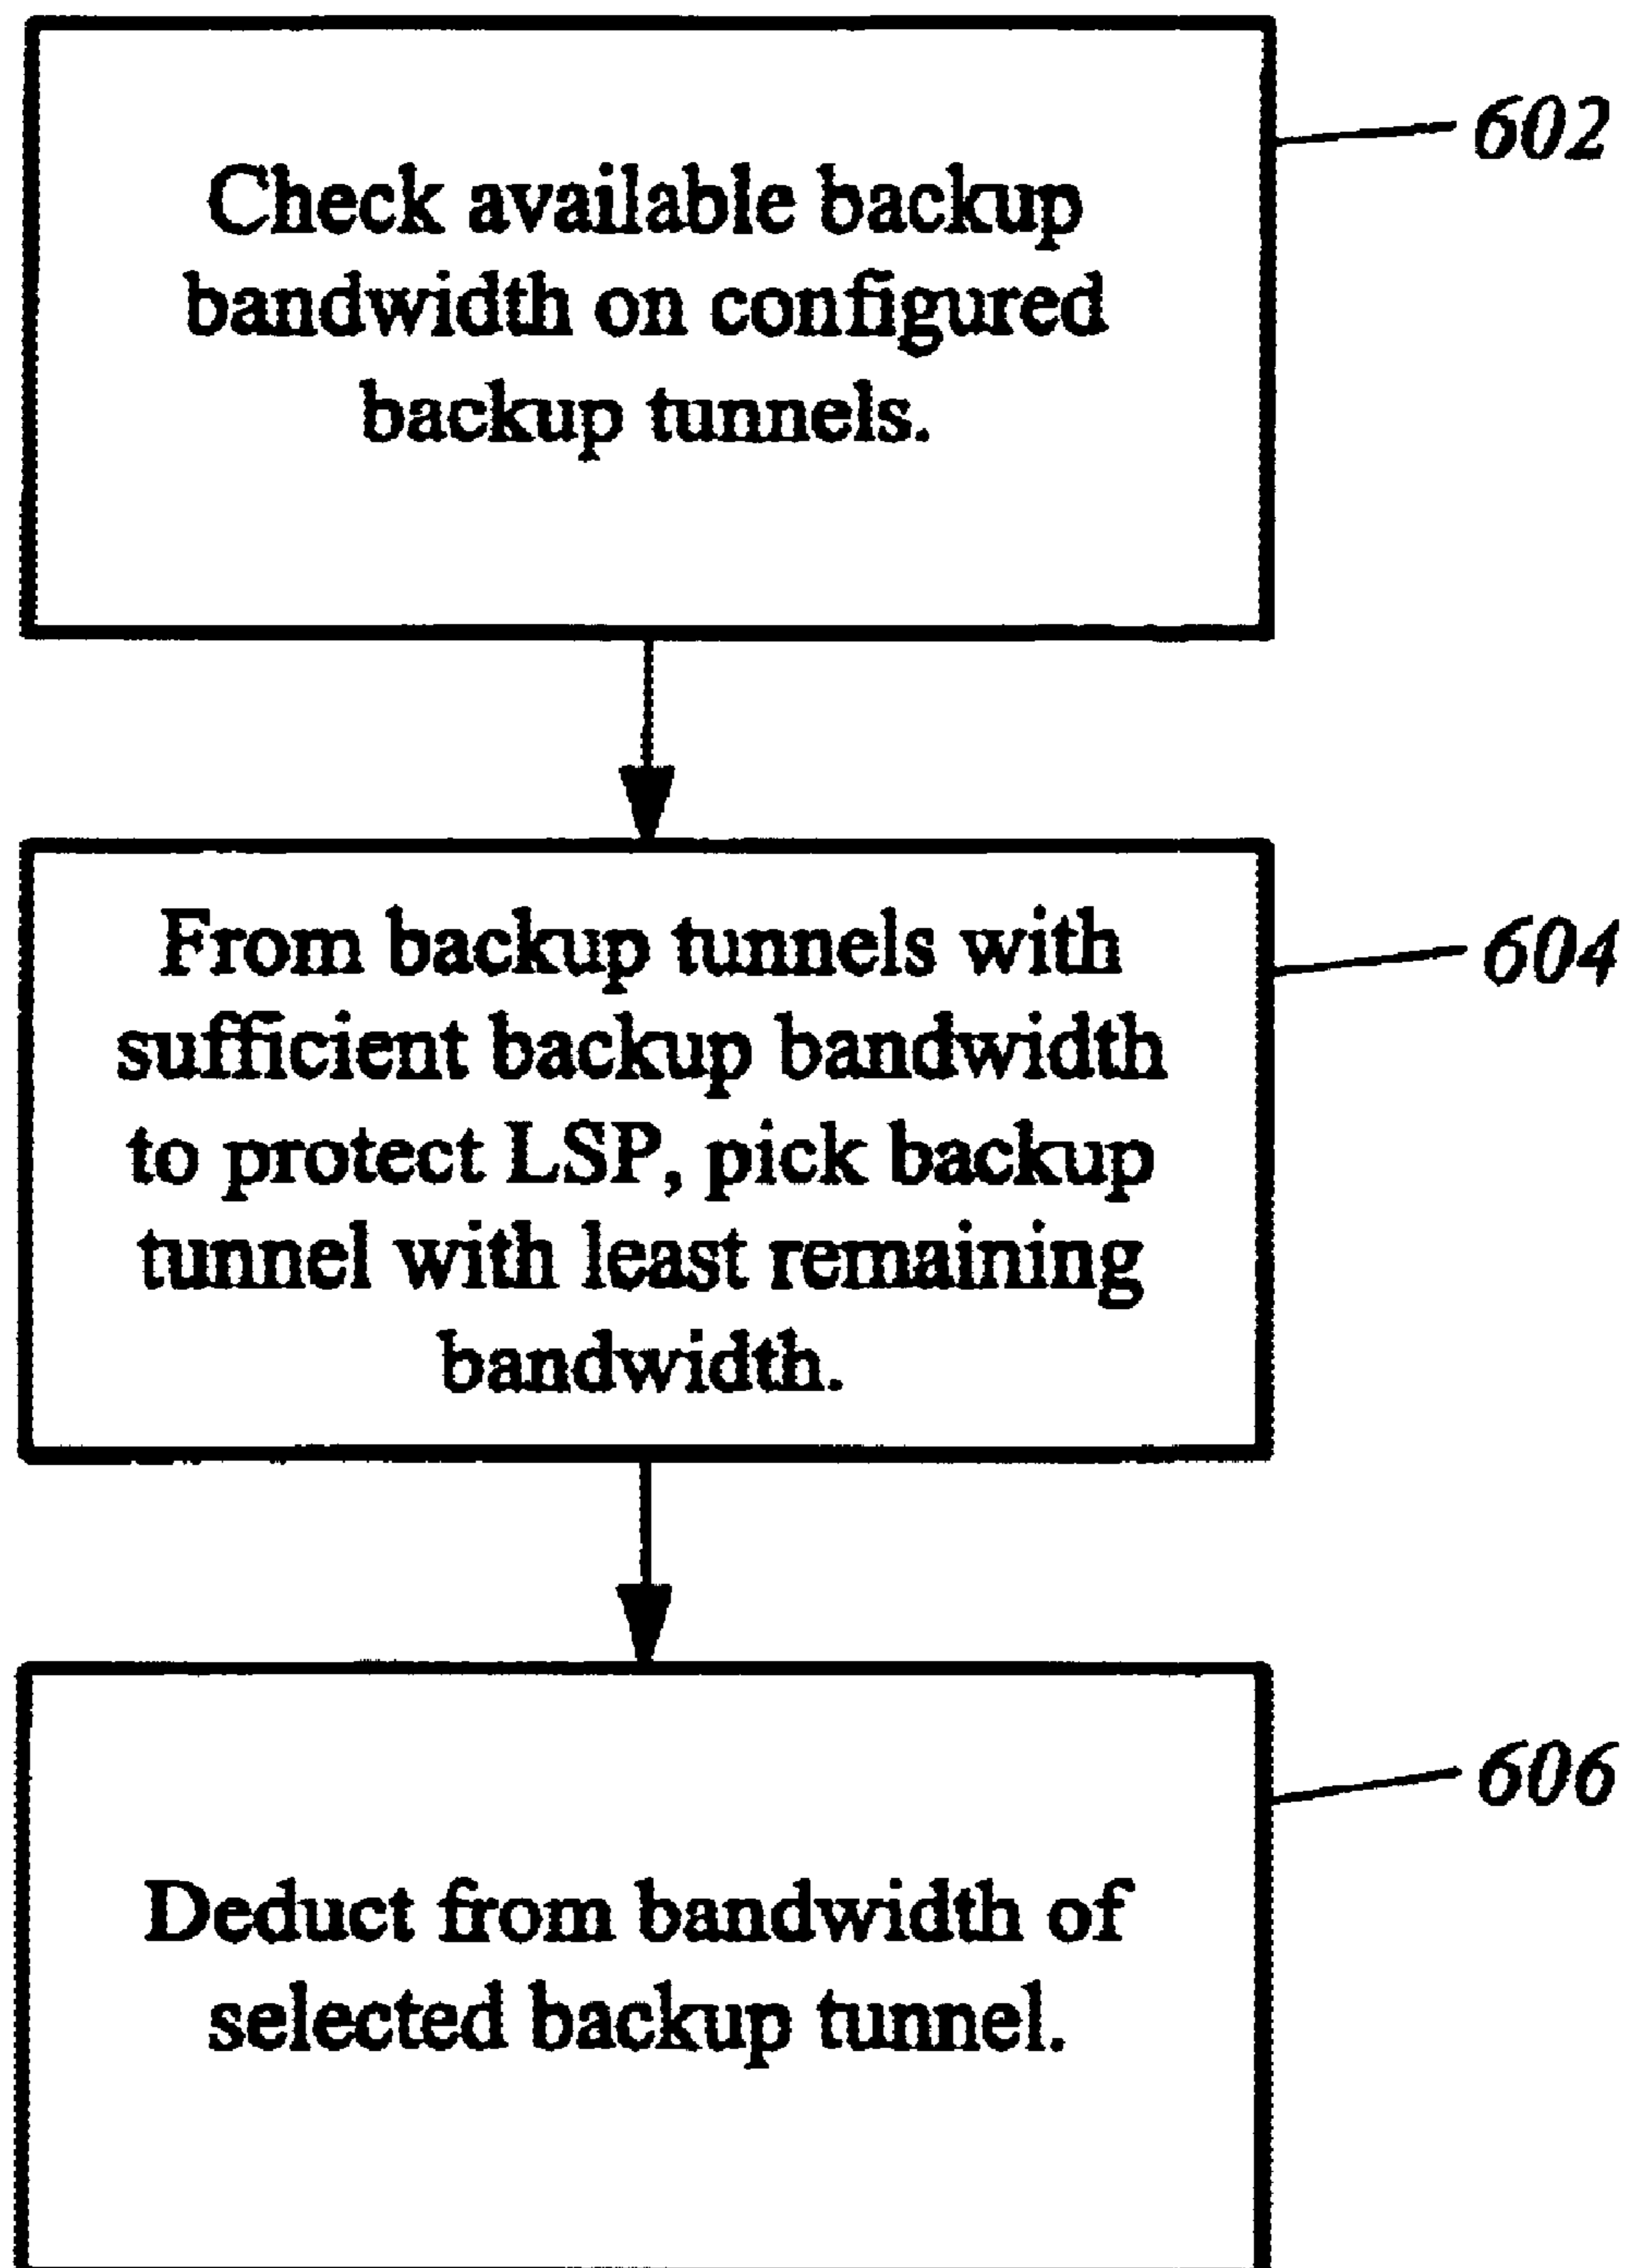 602
Check available backup
bandwidth on configured
backup tunnels.
604
From backup tunnels with
sufficient backup bandwidth
to protect LSP, pick backup
tunnel with least remaining
bandwidth.
606
Deduct from bandwidth of
selected backup tunnel.